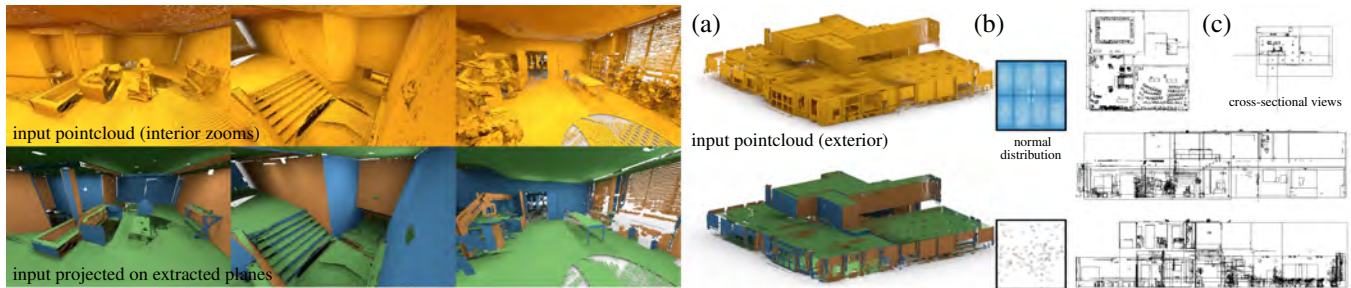 (a)
(b)
(c)
input pointcloud (interior zooms)
input pointcloud (exterior)
normal
distribution
cross-sectional views
input projected on extracted planes